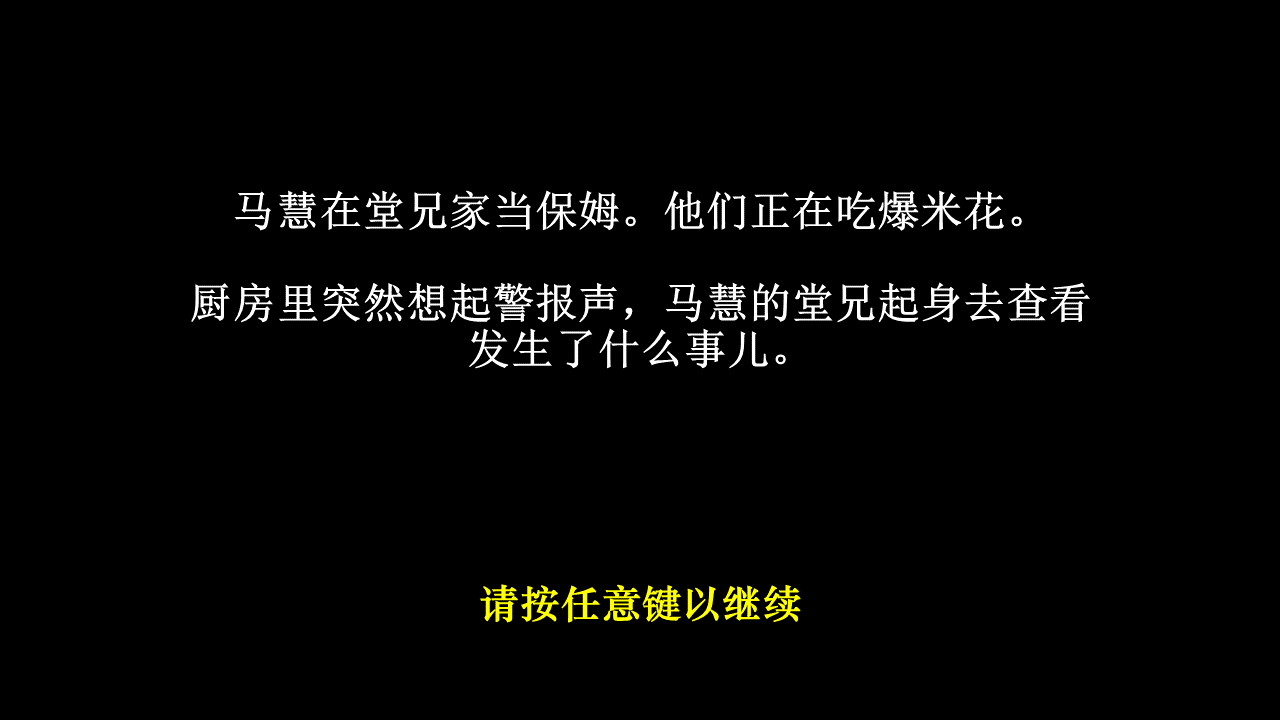 马慧在堂兄家当保姆。他们正在吃爆米花。
厨房里突然想起警报声，马慧的堂兄起身去查看
发生了什么事儿。
请按任意键以继续